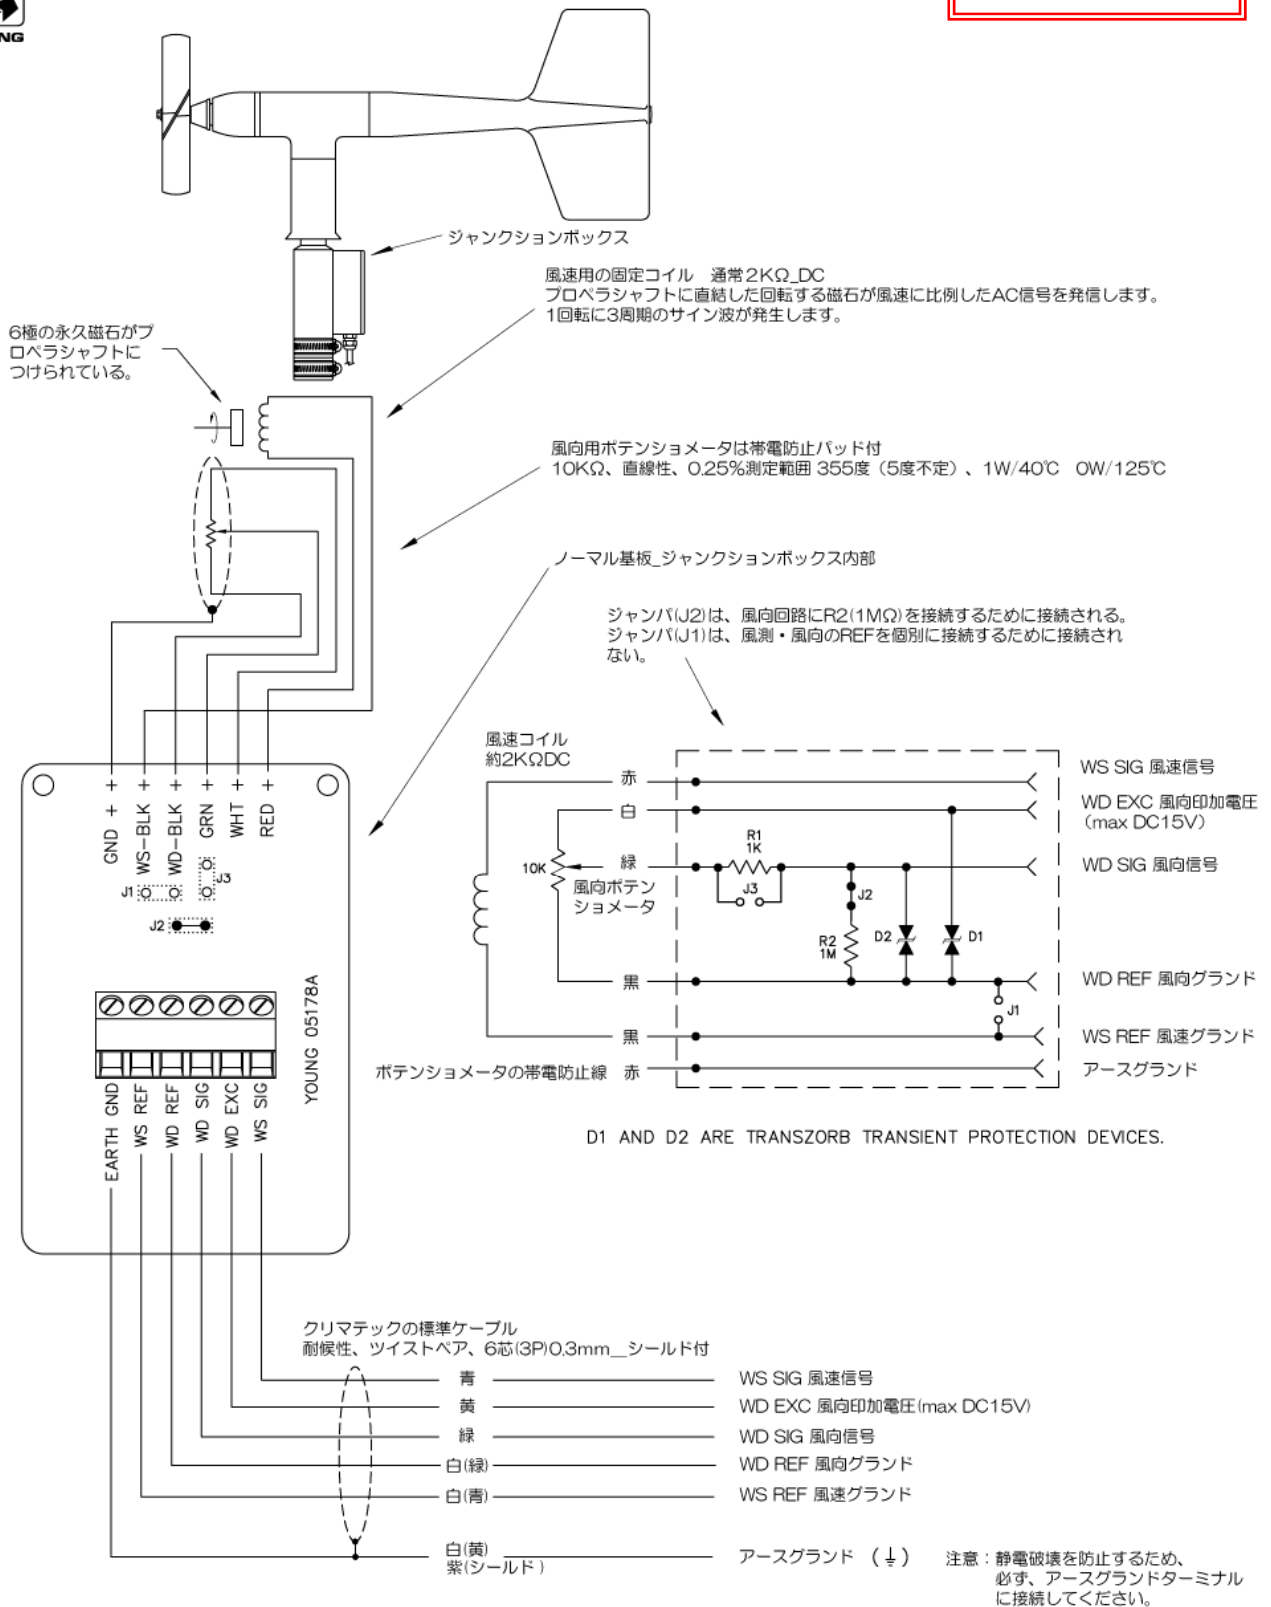 NG
ジャンクションボックス
風速用の固定コイル　通常2KΩ_DC
プロペラシャフトに直結した回転する磁石が風速に比例したAC信号を発信します。
1回転に3周期のサイン波が発生します。
6極の永久磁石がプ
ロペラシャフトに
つけられている。
風向用ポテンショメータは帯電防止パッド付
10KΩ、直線性、0.25%測定範囲 355度（5度不定）、1W/40℃　0W/125℃
ノーマル基板_ジャンクションボックス内部
ジャンパ(J2)は、風向回路にR2(1MΩ)を接続するために接続される。
ジャンパ(J1)は、風測・風向のREFを個別に接続するために接続され
ない。
風速コイル
約2KΩDC
赤
WS SIG 風速信号
白
WD EXC 風向印加電圧
（max DC15V）
R1
1K
10K
緑
WD SIG 風向信号
風向ポテン
ショメータ
J3
J2
R2
1M
D2
D1
黒
WD REF 風向グランド
J1
黒
WS REF 風速グランド
ポテンショメータの帯電防止線　赤
アースグランド
D1 AND D2 ARE TRANSZORB TRANSIENT PROTECTION DEVICES.
GND +
WS-BLK +
WD-BLK +
GRN +
WHT +
RED +
+
J1
J3
J2
YOUNG 05178A
EARTH GND
WS REF
WD REF
WD SIG
WD EXC
WS SIG
クリマテックの標準ケーブル
耐候性、ツイストペア、6芯(3P)0.3mm__シールド付
青
WS SIG 風速信号
黄
WD EXC 風向印加電圧(max DC15V)
緑
WD SIG 風向信号
白(緑)
WD REF 風向グランド
白(青)
WS REF 風速グランド
白(黄)
紫(シールド)
アースグランド （⏚）
注意：静電破壊を防止するため、
必ず、アースグランドターミナル
に接続してください。